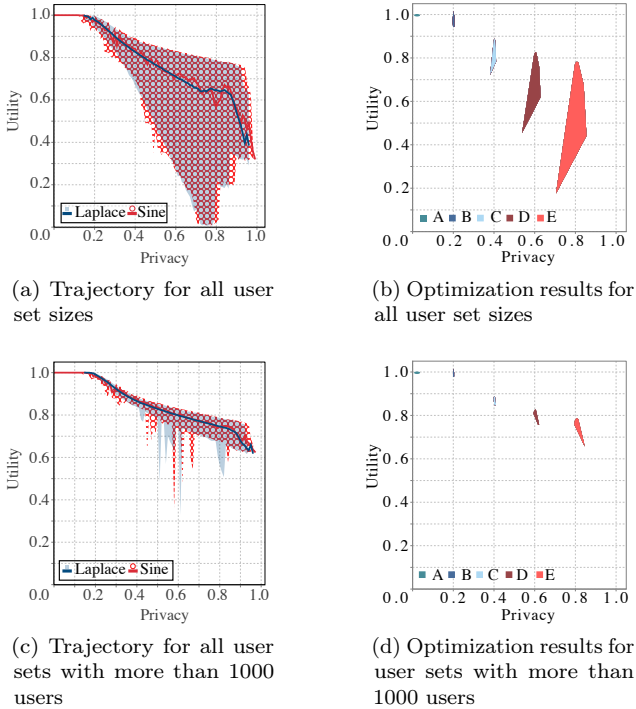 1.0
0.8
0.6
0.4
0.2
0.0
Utility
0.2 0.4 0.6 0.8 1.0
Privacy
Laplace Sine
(a) Trajectory for all user
set sizes
1.0
0.8
0.6
0.4
0.2
0.0
Utility
0.2 0.4 0.6 0.8 1.0
Privacy
A B C D E
(b) Optimization results for
all user set sizes
1.0
0.8
0.6
0.4
0.2
0.0
Utility
0.2 0.4 0.6 0.8 1.0
Privacy
Laplace Sine
(c) Trajectory for all user
sets with more than 1000
users
1.0
0.8
0.6
0.4
0.2
0.0
Utility
0.2 0.4 0.6 0.8 1.0
Privacy
A B C D E
(d) Optimization results for
user sets with more than
1000 users